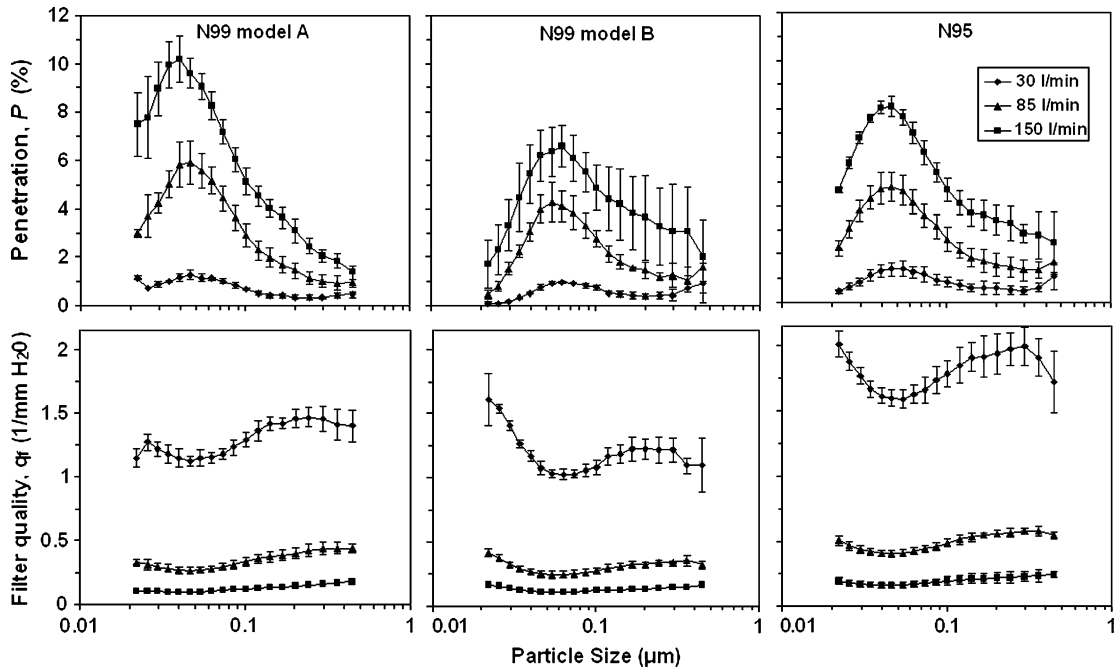 N99 model A
N99 model B
N95
12
10
8
6
4
2
0
Penetration, P (%)
30 l/min
85 l/min
150 l/min
2
1.5
1
0.5
0
Filter quality, qf (1/mm H20)
0.01
0.1
1
0.01
0.1
1
0.01
0.1
1
Particle Size (µm)